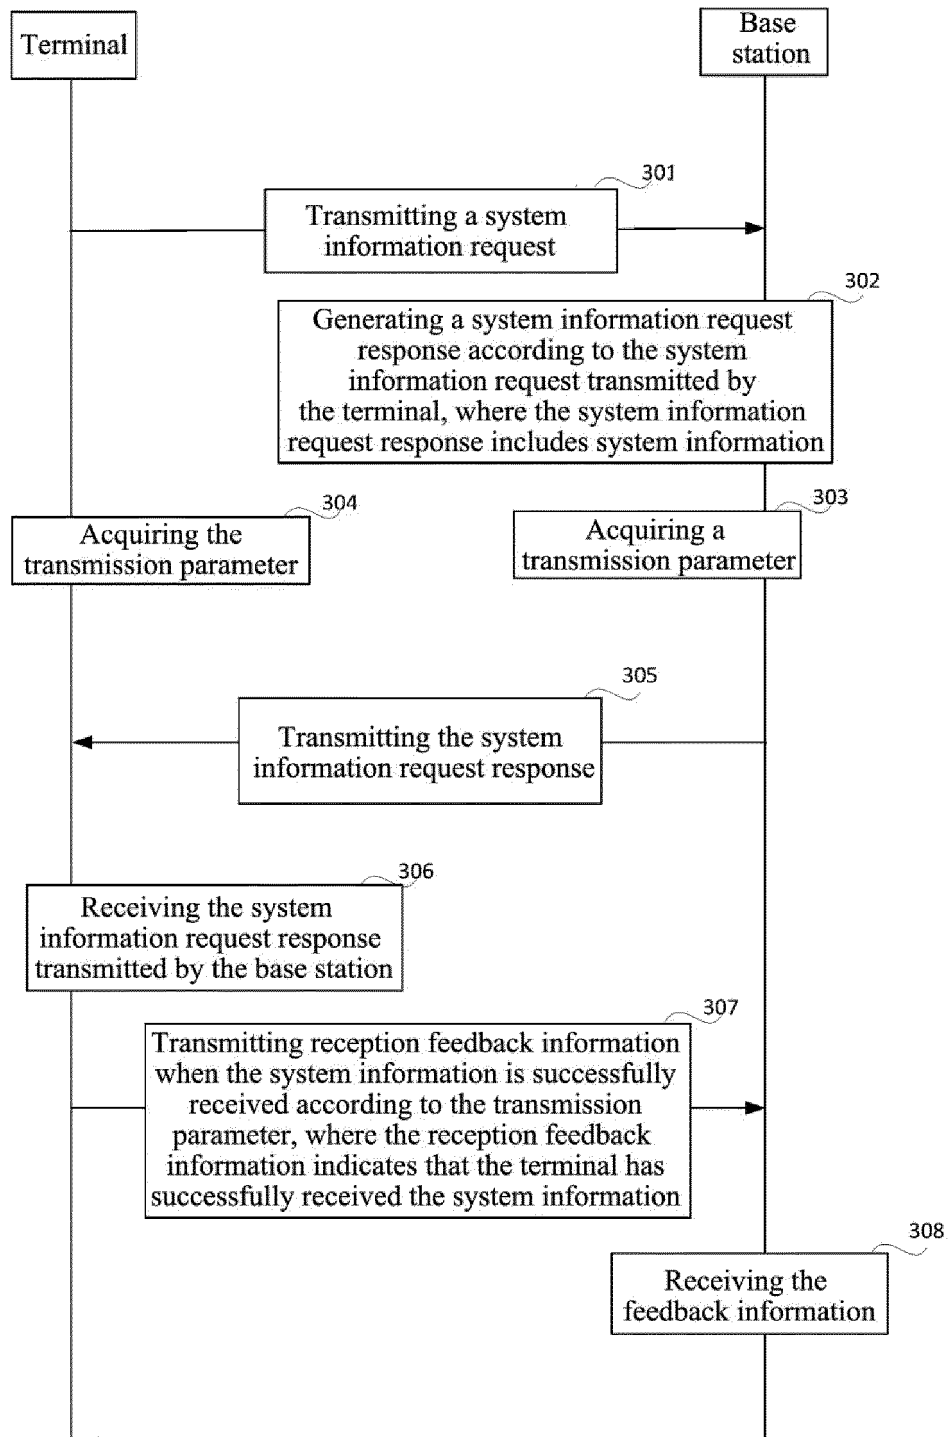 Terminal
Base
station
301
Transmitting a system
information request
302
Generating a system information request
response according to the system
information request transmitted by
the terminal, where the system information
request response includes system information
304
Acquiring the
transmission parameter
303
Acquiring a
transmission parameter
305
Transmitting the system
information request response
306
Receiving the system
information request response
transmitted by the base station
307
Transmitting reception feedback information
when the system information is successfully
received according to the transmission
parameter, where the reception feedback
information indicates that the terminal has
successfully received the system information
308
Receiving the
feedback information